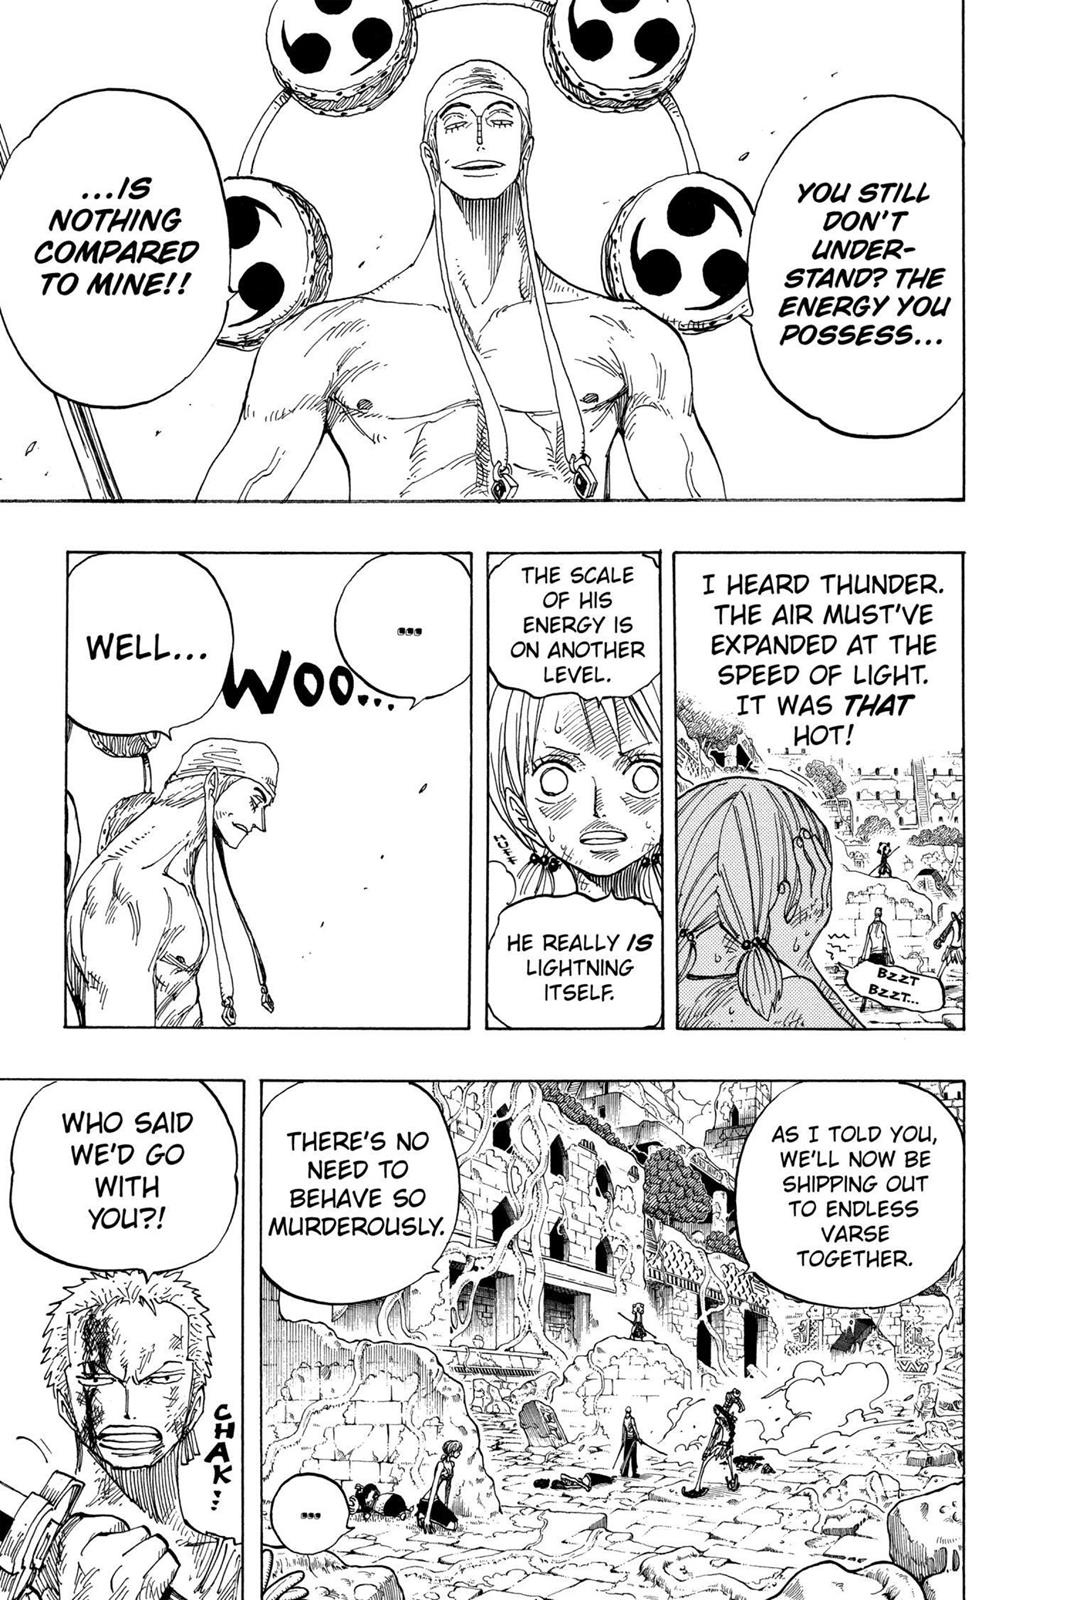 YOU STILL
DON'T
UNDER-
STAND? THE
ENERGY YOU
POSSESS...
...IS
NOTHING
COMPARED
TO MINE!!
I HEARD THUNDER.
THE AIR MUST'VE
EXPANDED AT THE
SPEED OF LIGHT.
IT WAS THAT
HOT!
BZZT
BZZT...
THE SCALE
OF HIS
ENERGY IS
ON ANOTHER
LEVEL.
HE REALLY IS
LIGHTNING
ITSELF.
...
WOO...
WELL...
AS I TOLD YOU,
WE'LL NOW BE
SHIPPING OUT
TO ENDLESS
VARSE
TOGETHER.
THERE'S NO
NEED TO
BEHAVE SO
MURDEROUSLY.
...
WHO SAID
WE'D GO
WITH
YOU?!
CHAK...